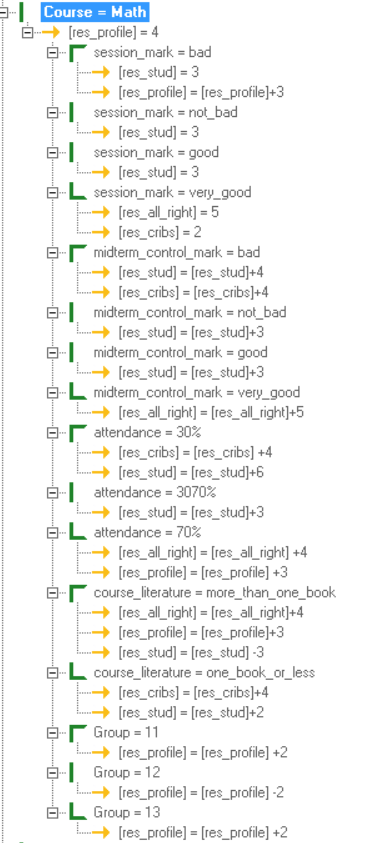 Course = Math
[res_profile] = 4
session_mark = bad
[res_stud] = 3
[res_profile] = [res_profile]+3
session_mark = not_bad
[res_stud] = 3
session_mark = good
[res_stud] = 3
session_mark = very_good
[res_all_right] = 5
[res_cribs] = 2
midterm_control_mark = bad
[res_stud] = [res_stud]+4
[res_cribs] = [res_cribs]+4
midterm_control_mark = not_bad
[res_stud] = [res_stud]+3
midterm_control_mark = good
[res_stud] = [res_stud]+3
midterm_control_mark = very_good
[res_all_right] = [res_all_right]+5
attendance = 30%
[res_cribs] = [res_cribs] +4
[res_stud] = [res_stud]+6
attendance = 3070%
[res_stud] = [res_stud]+3
attendance = 70%
[res_all_right] = [res_all_right] +4
[res_profile] = [res_profile] +3
course_literature = more_than_one_book
[res_all_right] = [res_all_right]+4
[res_profile] = [res_profile]+3
[res_stud] = [res_stud] -3
course_literature = one_book_or_less
[res_cribs] = [res_cribs]+4
[res_stud] = [res_stud]+2
Group = 11
[res_profile] = [res_profile] +2
Group = 12
[res_profile] = [res_profile] -2
Group = 13
[res_profile] = [res_profile] +2